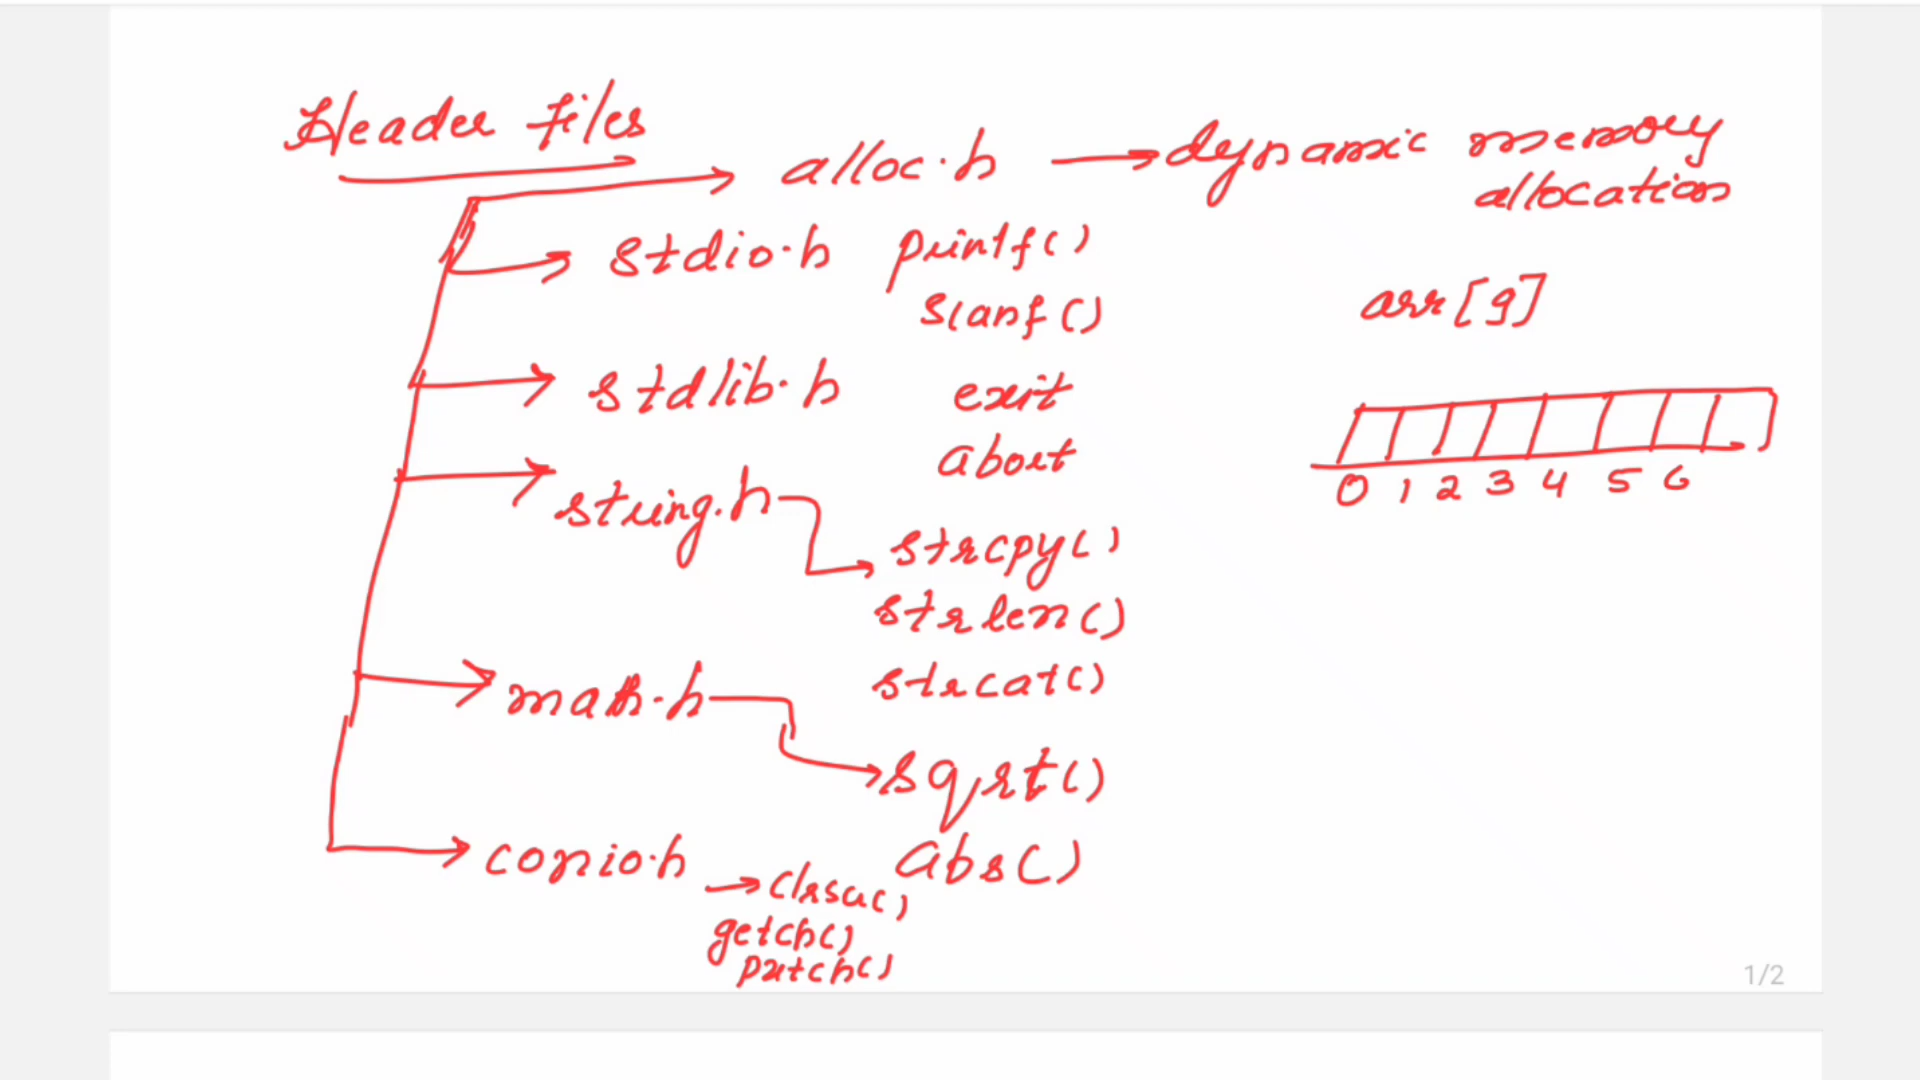 Header files
alloc.h → dynamic memory
allocation
stdio.h printf()
scanf()
arr[9]
stdlib.h exit
abort
0 1 2 3 4 5 6
string.h
strcpy()
strlen()
strcat()
math.h
sqrt()
abs()
conio.h → clrscr()
getch()
putch()
1/2